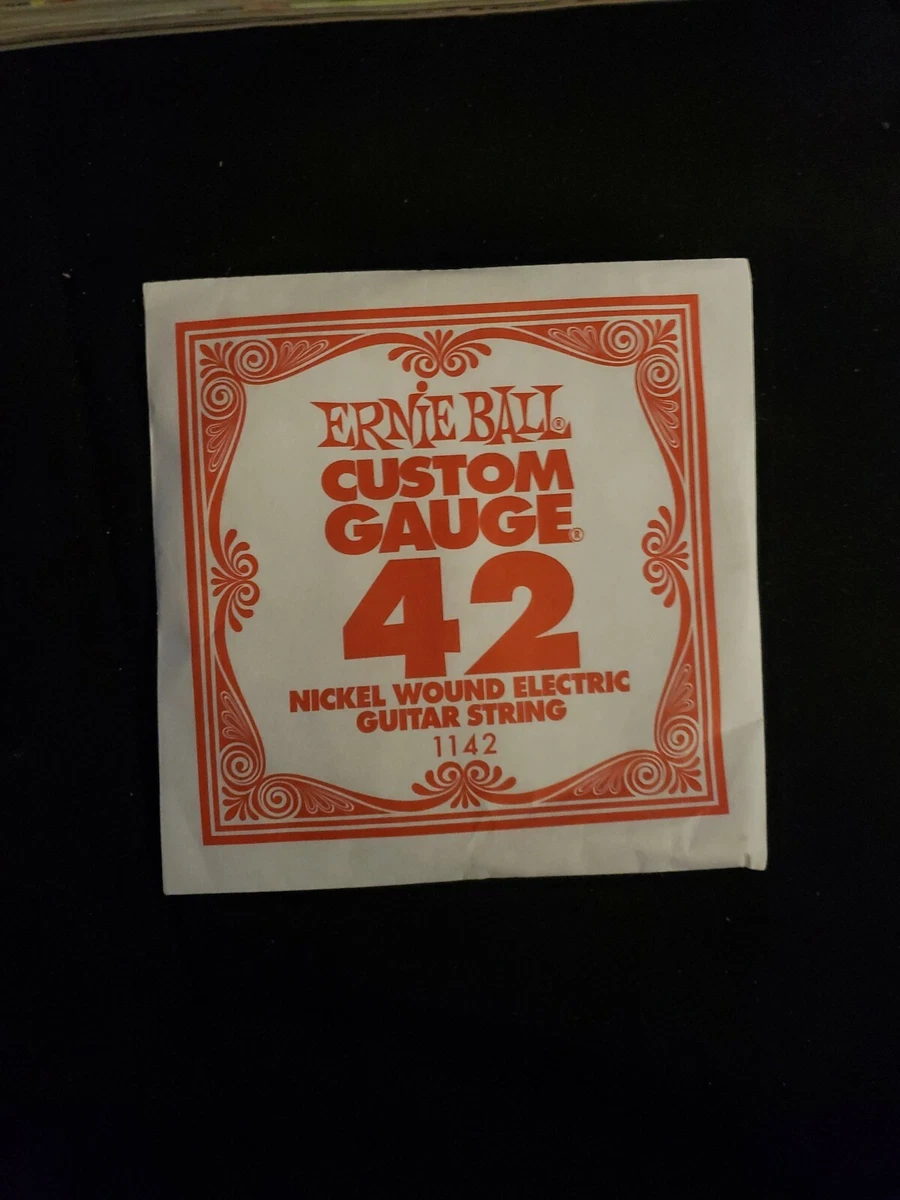 ERNiE BALL®
CUSTOM
GAUGE®
42
NICKEL WOUND ELECTRIC
GUITAR STRING
1142